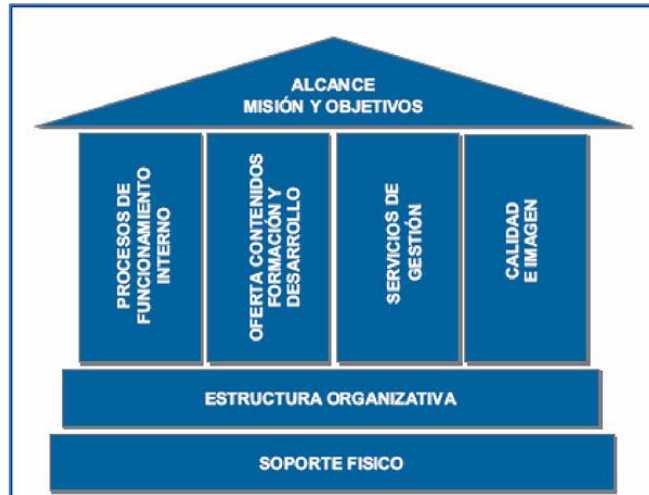 ALCANCE
MISIÓN Y OBJETIVOS
PROCESOS DE
FUNCIONAMIENTO
INTERNO
OFERTA CONTENIDOS
FORMACIÓN Y
DESARROLLO
SERVICIOS DE
GESTIÓN
CALIDAD
E IMAGEN
ESTRUCTURA ORGANIZATIVA
SOPORTE FISICO